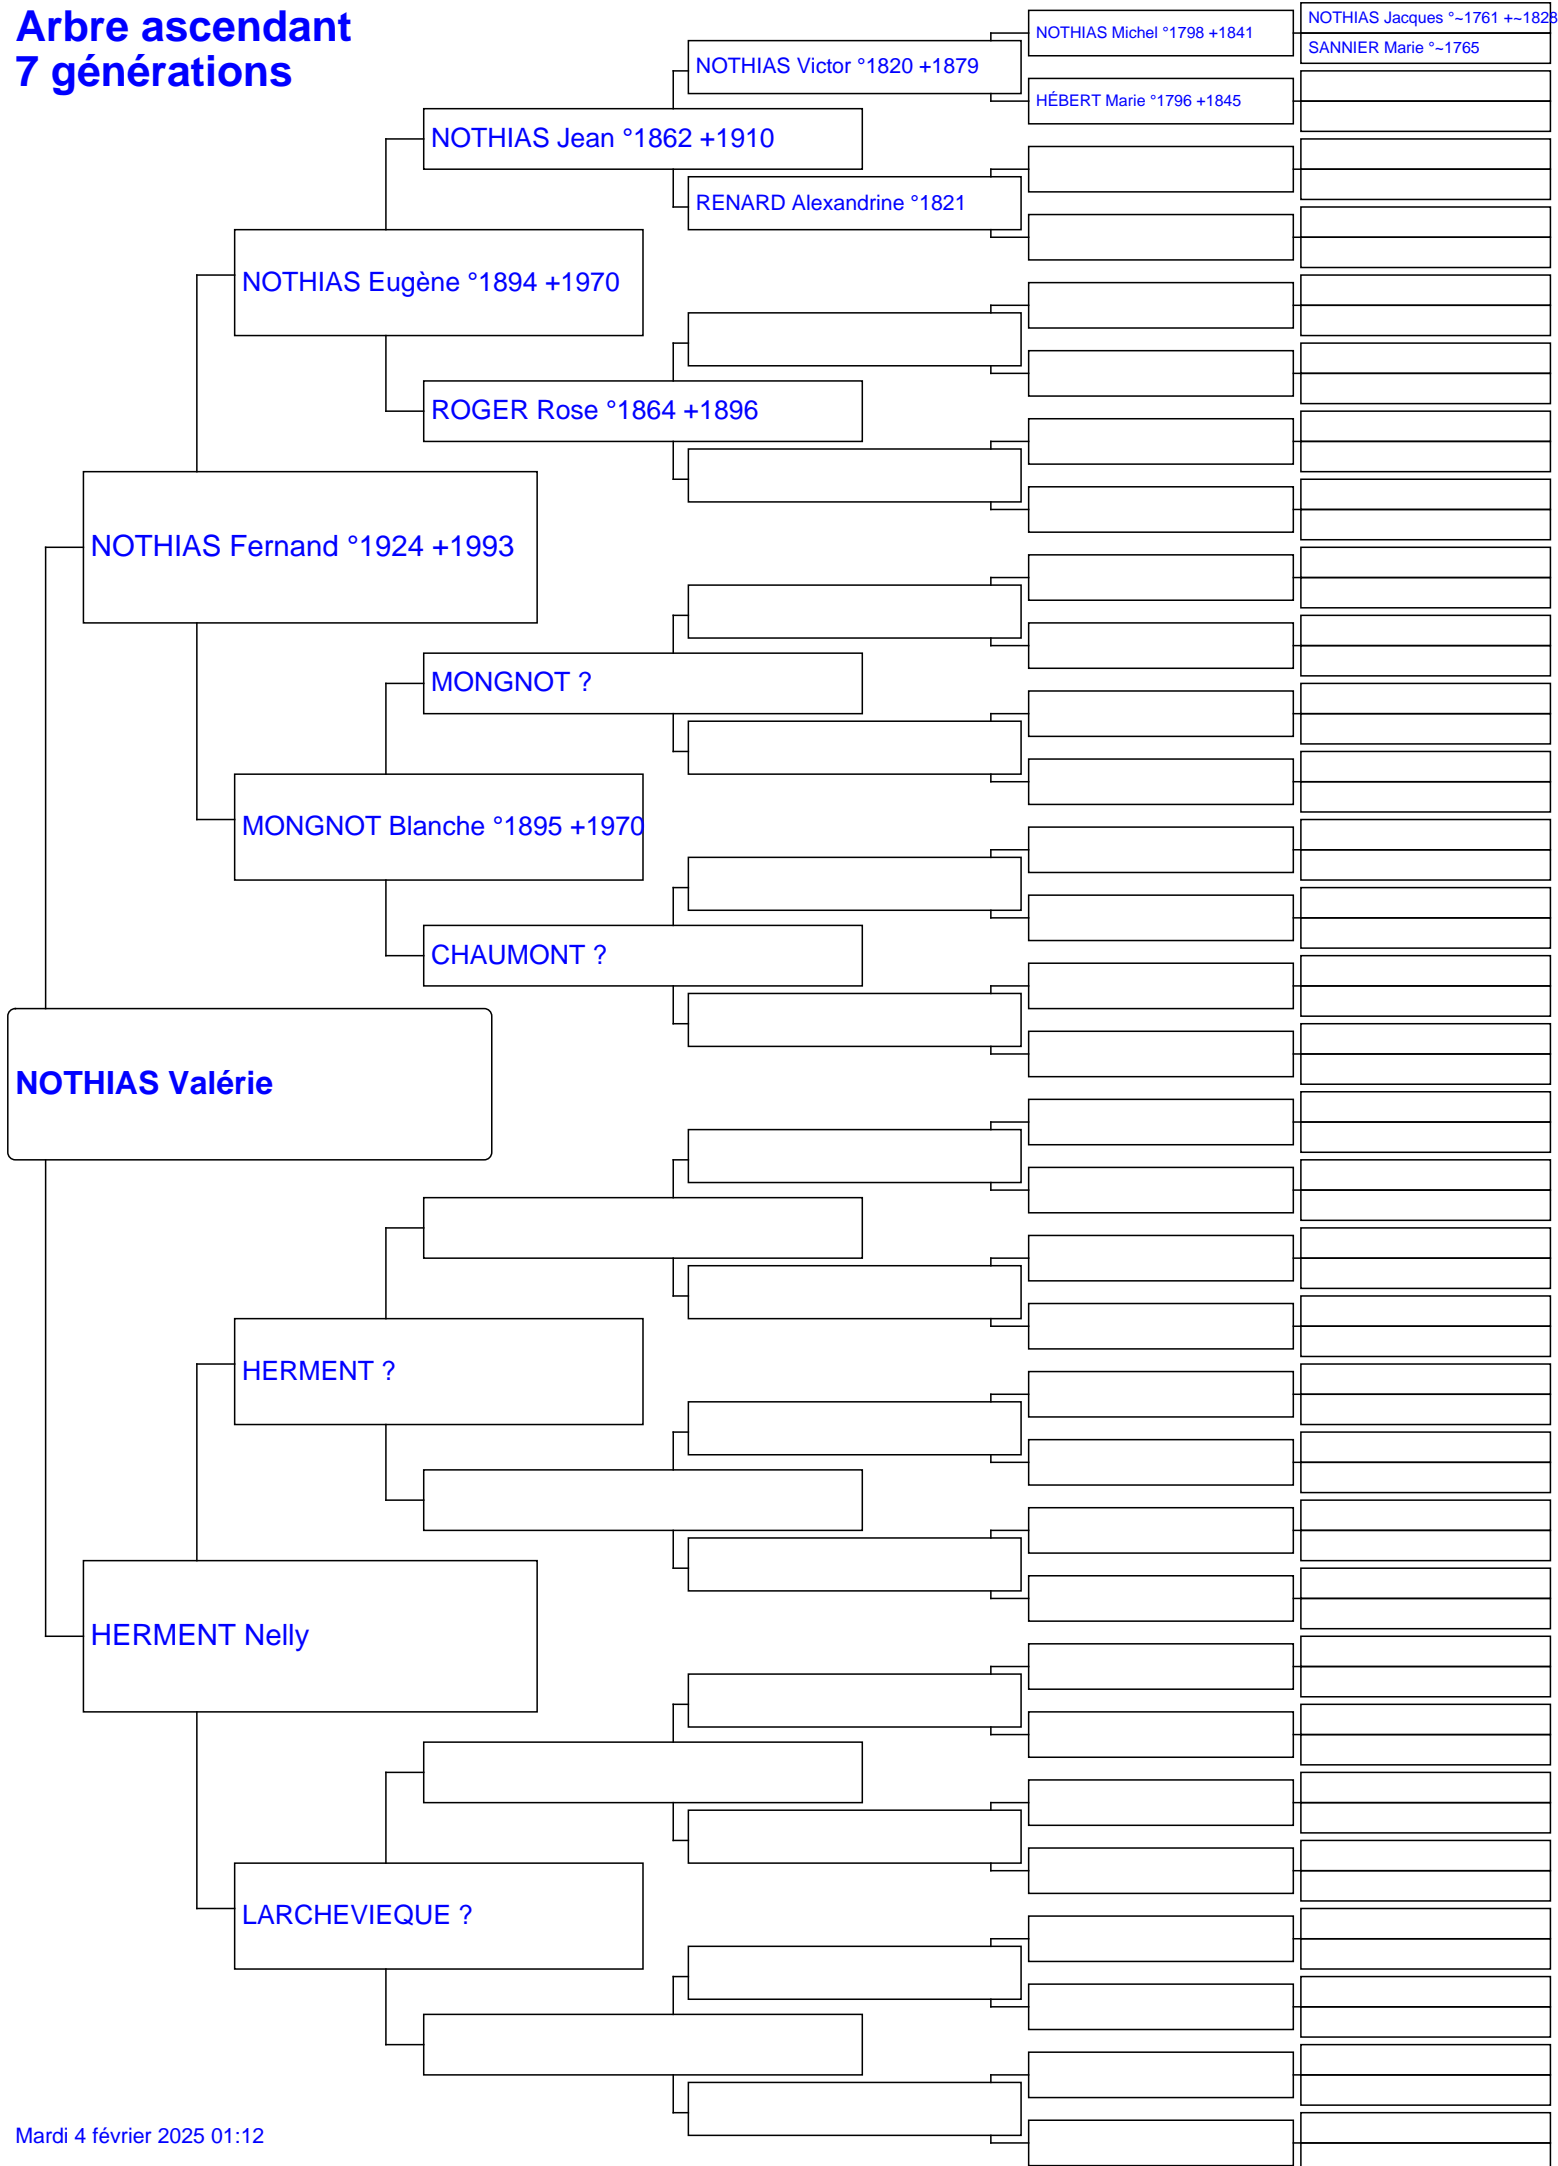 Arbre ascendant
7 générations
NOTHIAS Jacques °~1761 +~1828
NOTHIAS Michel °1798 +1841
SANNIER Marie °~1765
NOTHIAS Victor °1820 +1879
HÉBERT Marie °1796 +1845
NOTHIAS Jean °1862 +1910
RENARD Alexandrine °1821
NOTHIAS Eugène °1894 +1970
ROGER Rose °1864 +1896
NOTHIAS Fernand °1924 +1993
MONGNOT ?
MONGNOT Blanche °1895 +1970
CHAUMONT ?
NOTHIAS Valérie
HERMENT ?
HERMENT Nelly
LARCHEVIEQUE ?
Mardi 4 février 2025 01:12